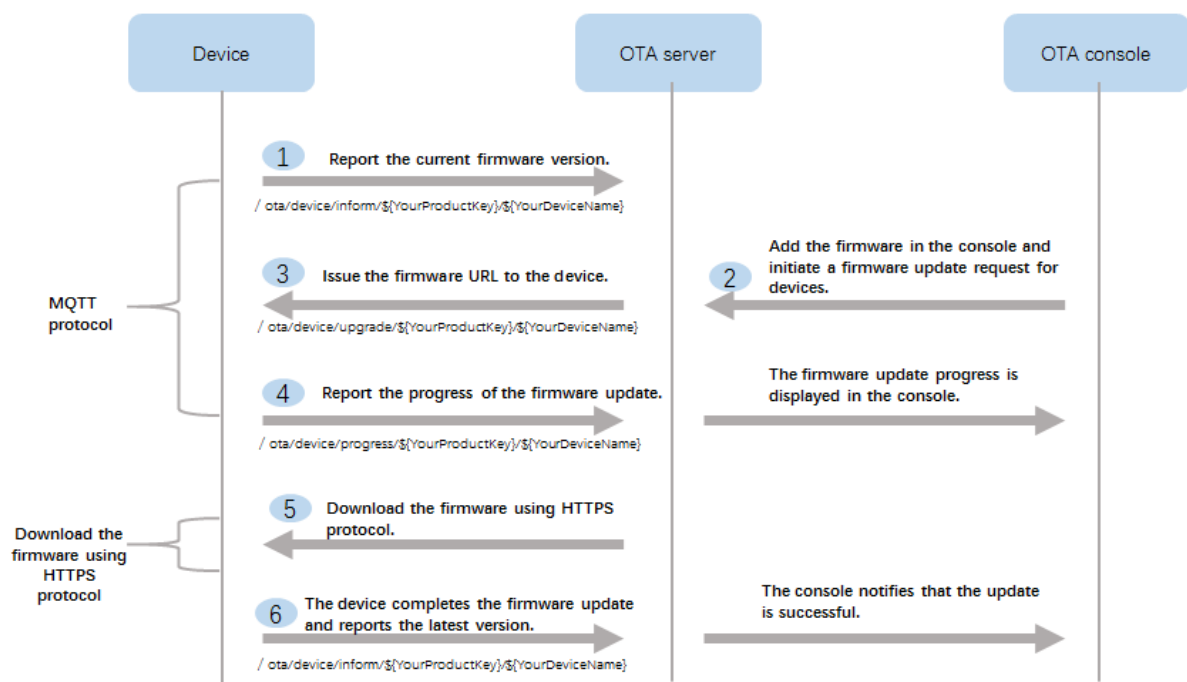 Device
OTA server
OTA console
1
Report the current firmware version.
/ ota/device/inform/${YourProductKey}/${YourDeviceName}
2
Add the firmware in the console and
initiate a firmware update request for
devices.
3
Issue the firmware URL to the device.
/ ota/device/upgrade/${YourProductKey}/${YourDeviceName}
MQTT
protocol
4
Report the progress of the firmware update.
/ ota/device/progress/${YourProductKey}/${YourDeviceName}
The firmware update progress is
displayed in the console.
5
Download the firmware using HTTPS
protocol.
Download the
firmware using
HTTPS
protocol
6
The device completes the firmware update
and reports the latest version.
/ ota/device/inform/${YourProductKey}/${YourDeviceName}
The console notifies that the update
is successful.